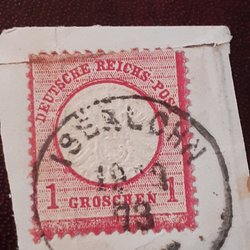 DEUTSCHE REICHS-POST
1 GROSCHEN 1
ISERLOHN
73